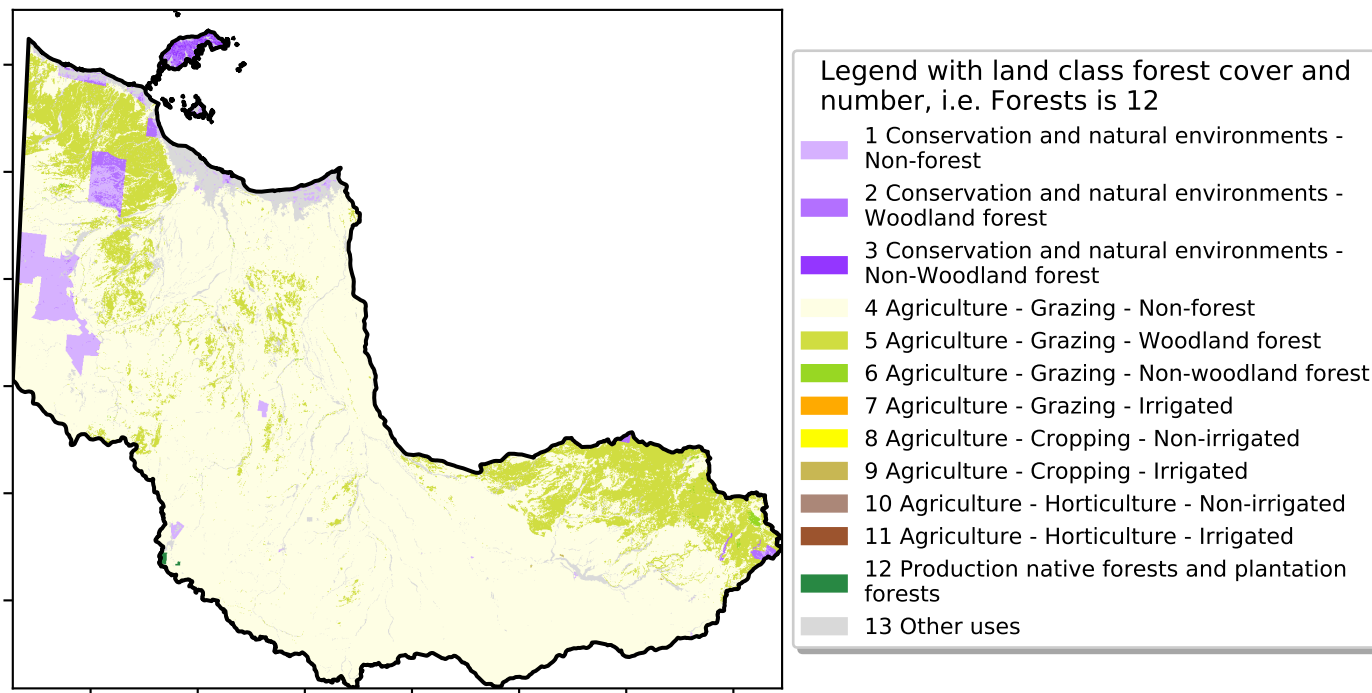 Legend with land class forest cover and
number, i.e. Forests is 12
1 Conservation and natural environments -
Non-forest
2 Conservation and natural environments -
Woodland forest
3 Conservation and natural environments -
Non-Woodland forest
4 Agriculture - Grazing - Non-forest
5 Agriculture - Grazing - Woodland forest
6 Agriculture - Grazing - Non-woodland forest
7 Agriculture - Grazing - Irrigated
8 Agriculture - Cropping - Non-irrigated
9 Agriculture - Cropping - Irrigated
10 Agriculture - Horticulture - Non-irrigated
11 Agriculture - Horticulture - Irrigated
12 Production native forests and plantation
forests
13 Other uses